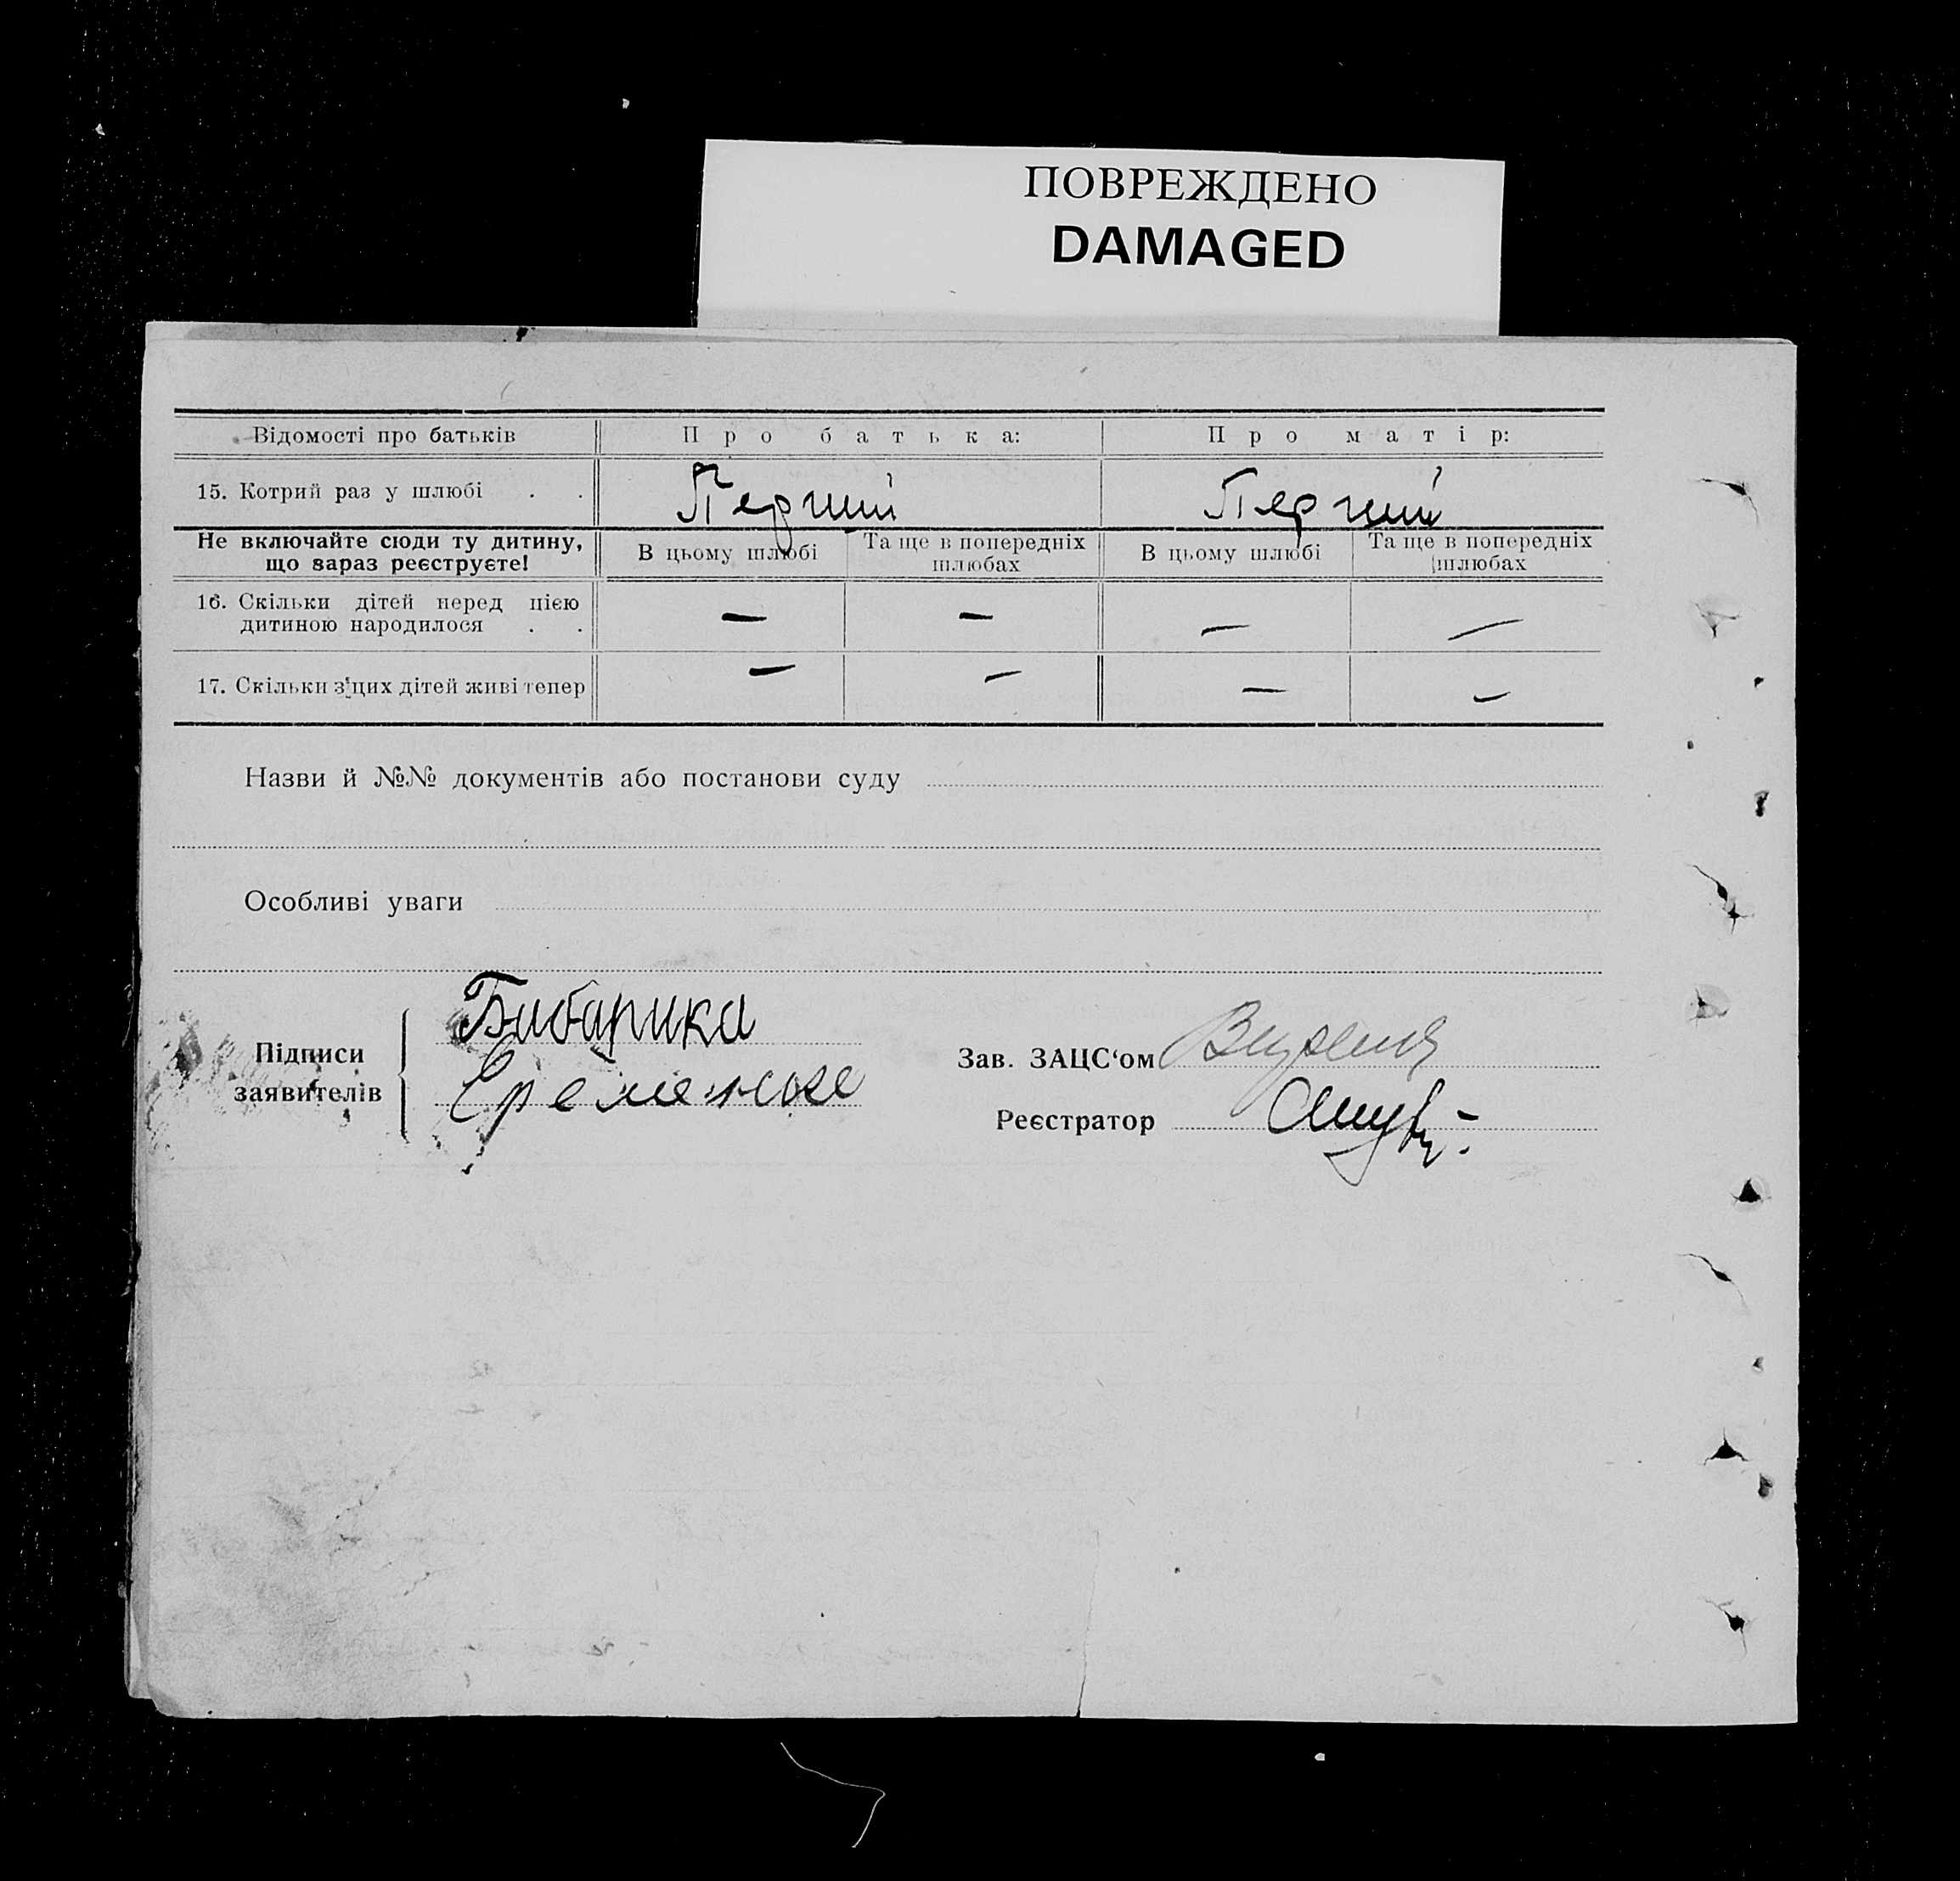 ПОВРЕЖДЕНО
DAMAGED
Відомості про батьків Про батька: Про матір:
15. Котрий раз у шлюбі . . Перший Перший
Не включайте сюди ту дитину, що зараз реєструєте! В цьому шлюбі Та ще в попередніх шлюбах В цьому шлюбі Та ще в попередніх шлюбах
16. Скільки дітей перед цією дитиною народилося . . — — — —
17. Скільки з цих дітей живі тепер — — — —
Назви й №№ документів або постанови суду
Особливі уваги
Підписи заявителів
Бибарика
Єременко
Зав. ЗАЦС‘ом
Реєстратор